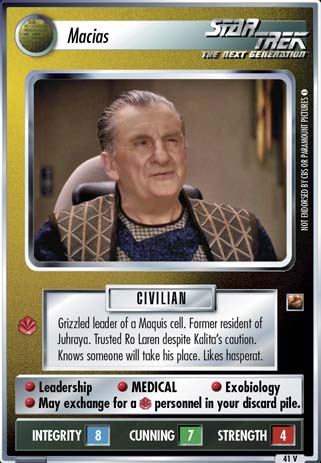 Macias
STAR TREK
THE NEXT GENERATION
NOT ENDORSED BY CBS OR PARAMOUNT PICTURES
CIVILIAN
Grizzled leader of a Maquis cell. Former resident of
Juhraya. Trusted Ro Laren despite Kalita's caution.
Knows someone will take his place. Likes hasperat.
Leadership MEDICAL Exobiology
May exchange for a personnel in your discard pile.
INTEGRITY 8 CUNNING 7 STRENGTH 4
41 V